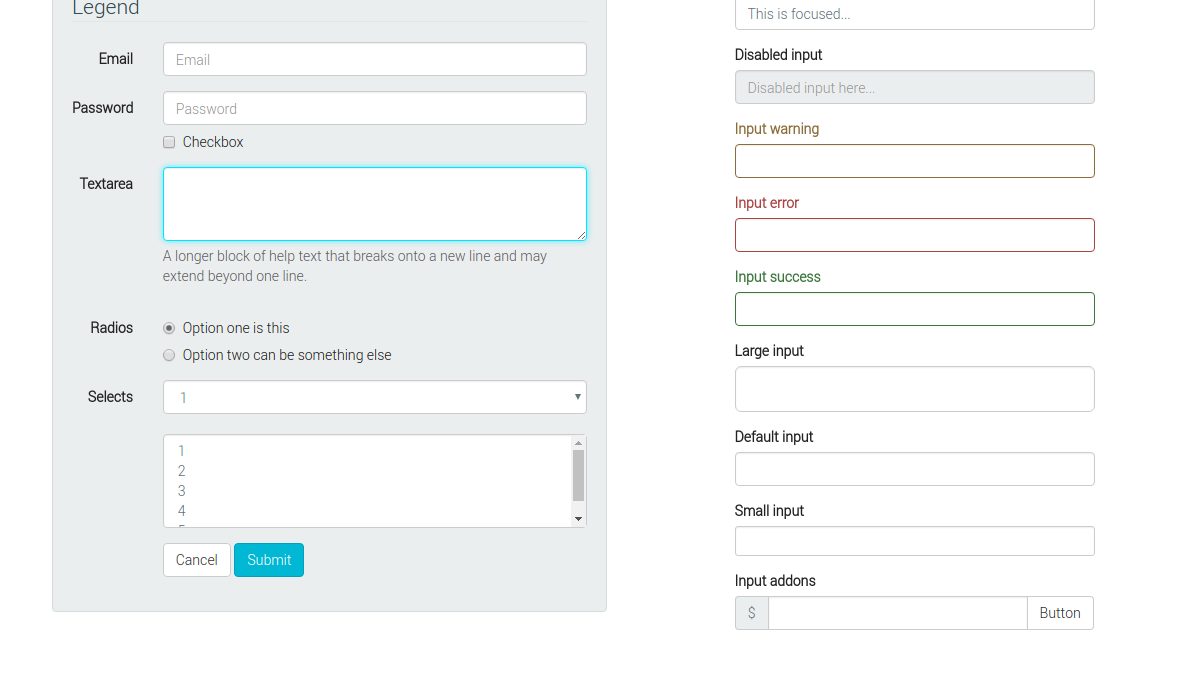 Legend
Email
Email
Password
Password
Checkbox
Textarea
A longer block of help text that breaks onto a new line and may
extend beyond one line.
Radios
Option one is this
Option two can be something else
Selects
1
1
2
3
4
Cancel
Submit
This is focused...
Disabled input
Disabled input here...
Input warning
Input error
Input success
Large input
Default input
Small input
Input addons
$
Button